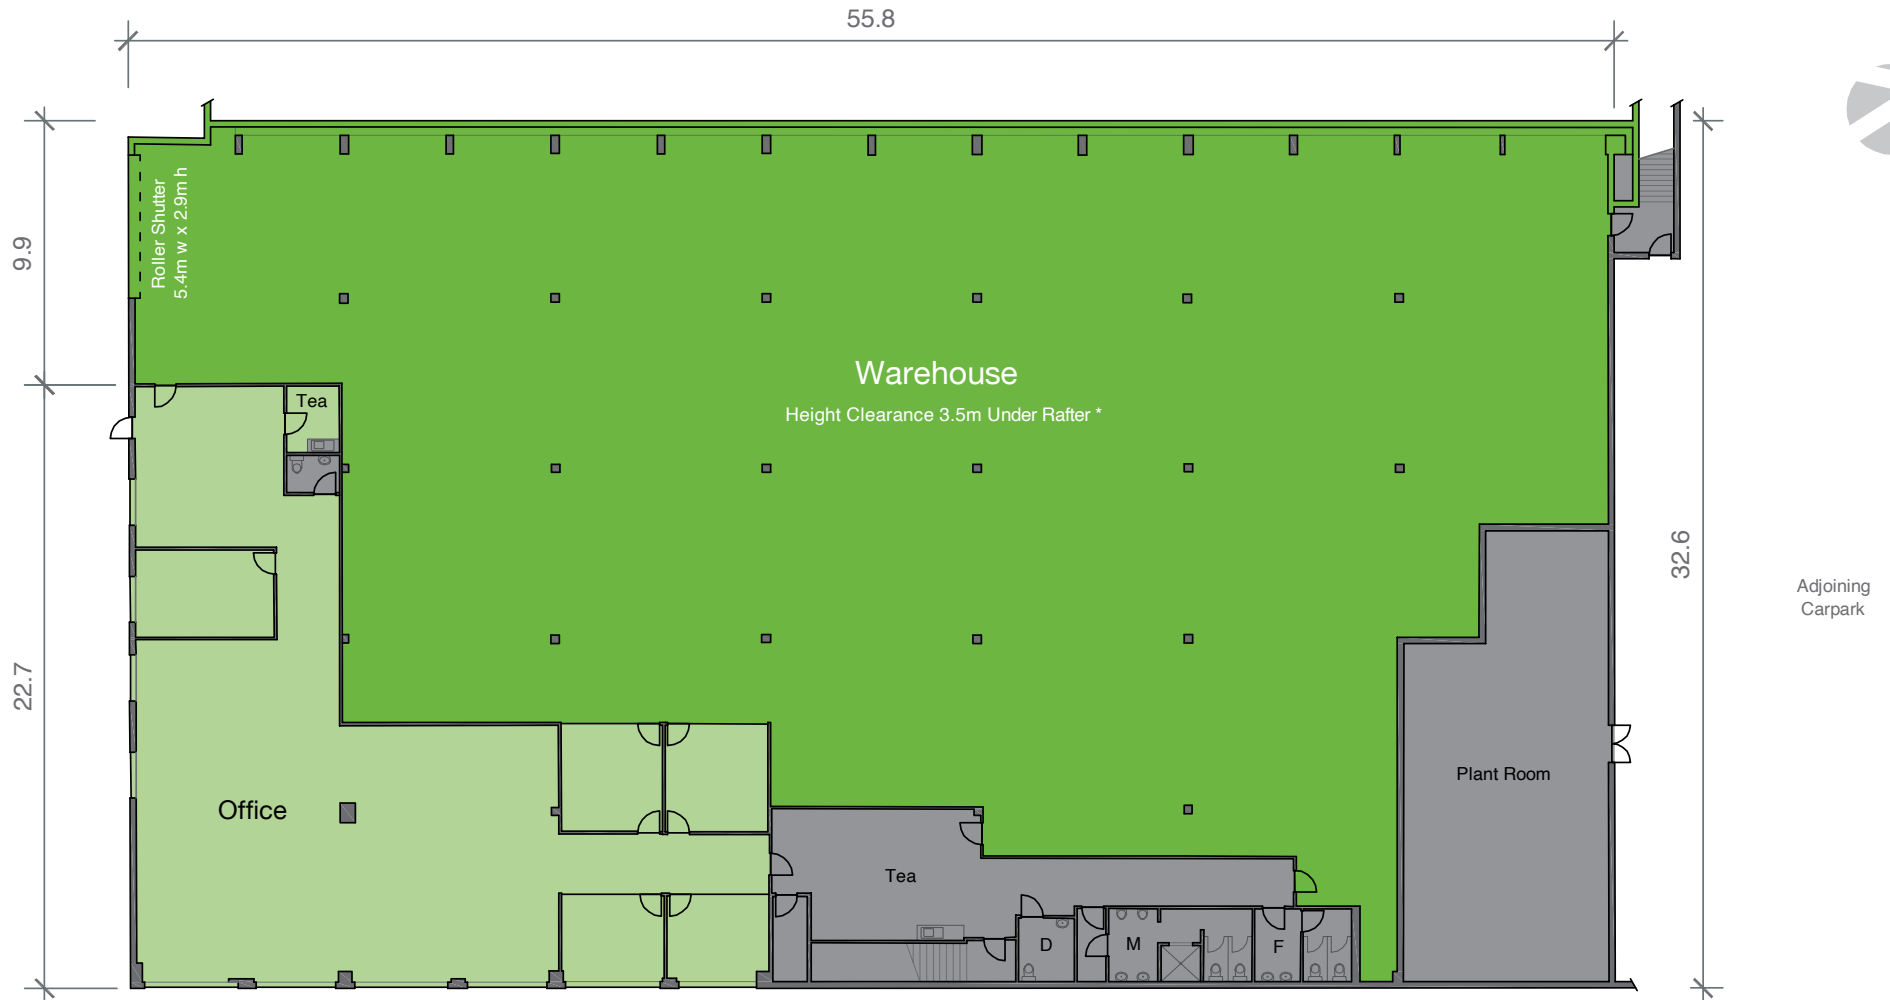 55.8
9.9
Roller Shutter
5.4m w x 2.9m h
Warehouse
Height Clearance 3.5m Under Rafter *
Tea
32.6
Adjoining
Carpark
22.7
Office
Plant Room
Tea
D
M
F